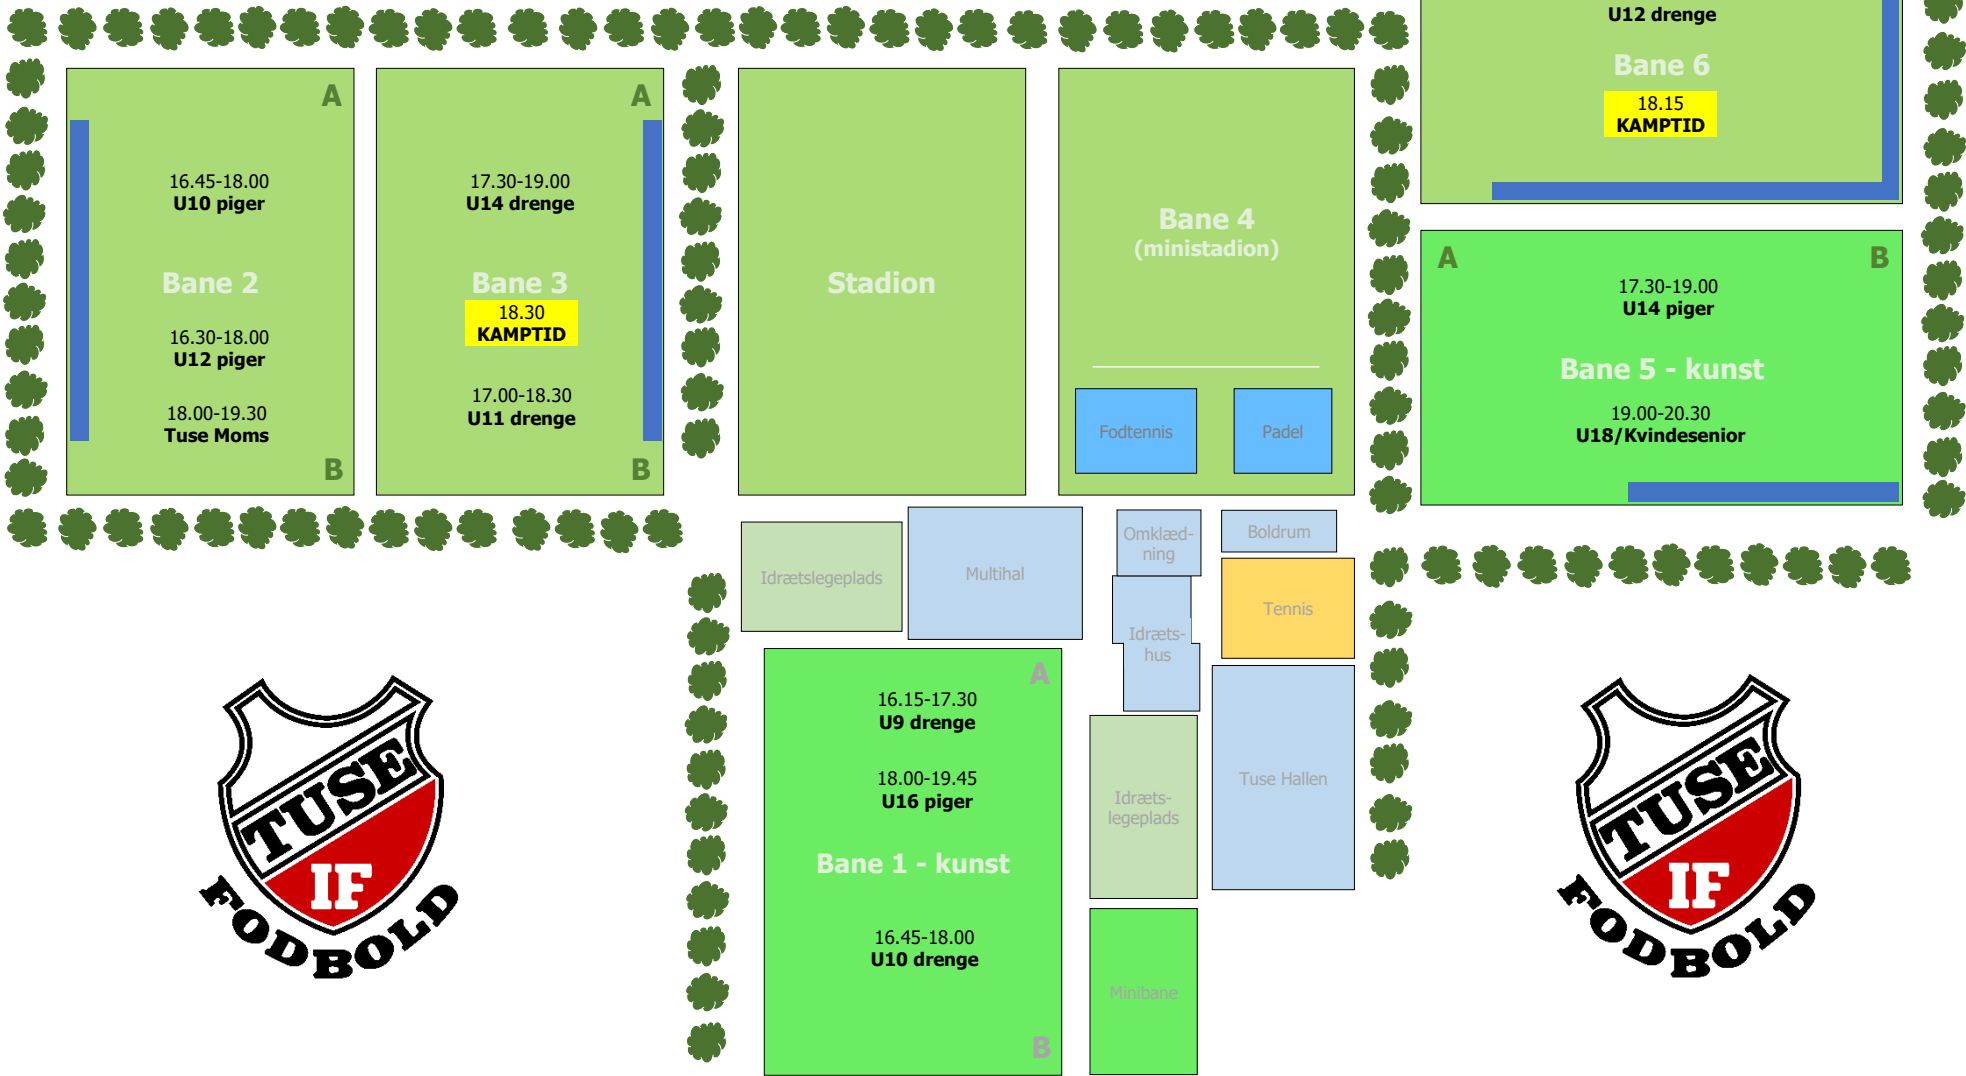 U12 drenge
Bane 6
18.15
KAMPTID
A
16.45-18.00
U10 piger
Bane 2
16.30-18.00
U12 piger
18.00-19.30
Tuse Moms
B
A
17.30-19.00
U14 drenge
Bane 3
18.30
KAMPTID
17.00-18.30
U11 drenge
B
Stadion
Bane 4
(ministadion)
Fodtennis
Padel
A
B
17.30-19.00
U14 piger
Bane 5 - kunst
19.00-20.30
U18/Kvindesenior
Idrætslegeplads
Multihal
Omklæd-
ning
Boldrum
Tennis
Idræts-
hus
A
16.15-17.30
U9 drenge
18.00-19.45
U16 piger
Bane 1 - kunst
16.45-18.00
U10 drenge
B
Idræts-
legeplads
Tuse Hallen
Minibane
TUSE
IF
FODBOLD
TUSE
IF
FODBOLD